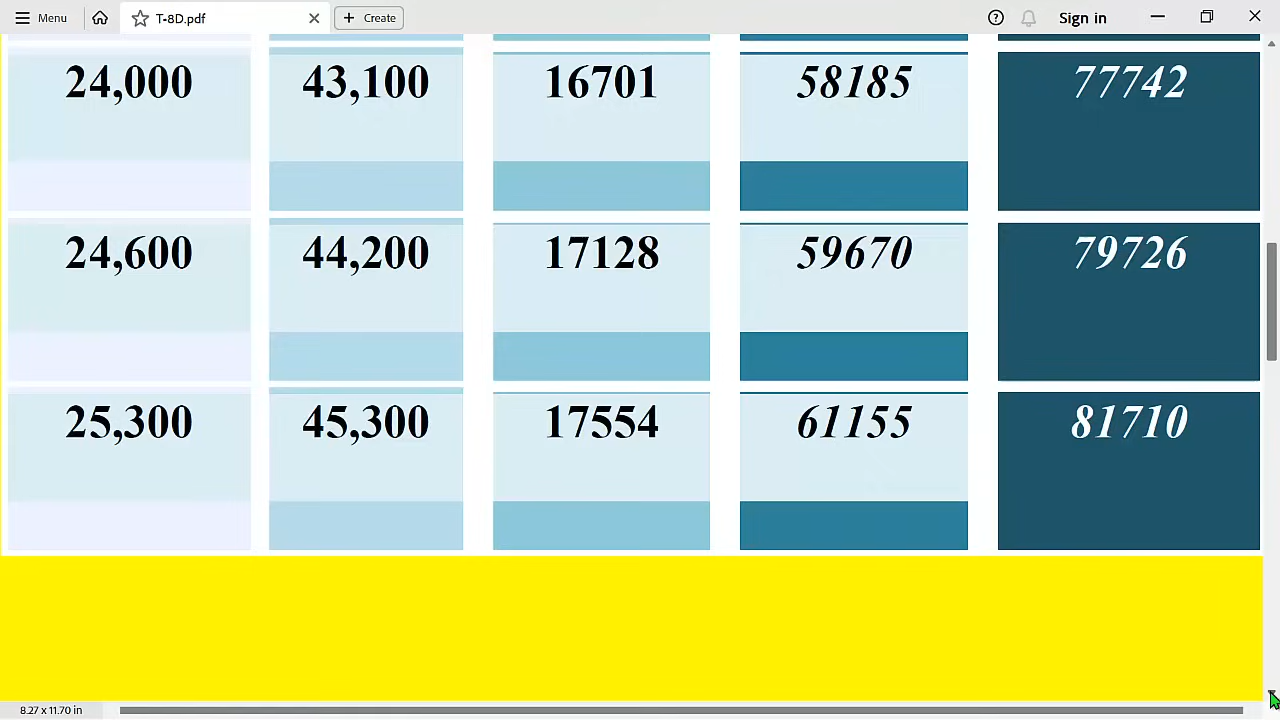 Menu T-8D.pdf Create Sign in
24,000 43,100 16701 58185 77742
24,600 44,200 17128 59670 79726
25,300 45,300 17554 61155 81710
8.27 x 11.70 in